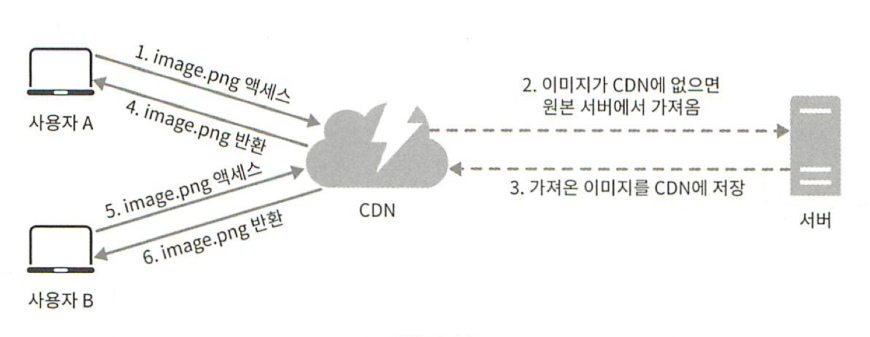 1. image.png 액세스
4. image.png 반환
사용자 A
2. 이미지가 CDN에 없으면
원본 서버에서 가져옴
3. 가져온 이미지를 CDN에 저장
CDN
서버
5. image.png 액세스
6. image.png 반환
사용자 B